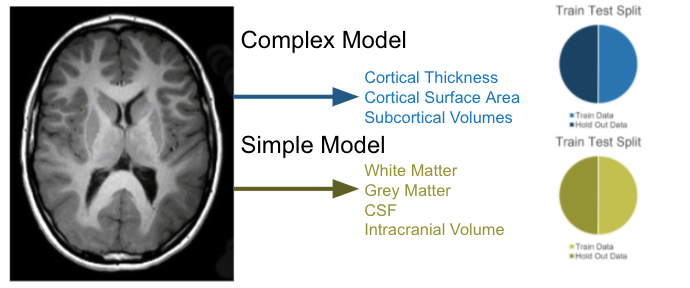 Complex Model
Cortical Thickness
Cortical Surface Area
Subcortical Volumes
Train Test Split
Train Data
Hold Out Data
Simple Model
White Matter
Grey Matter
CSF
Intracranial Volume
Train Test Split
Train Data
Hold Out Data